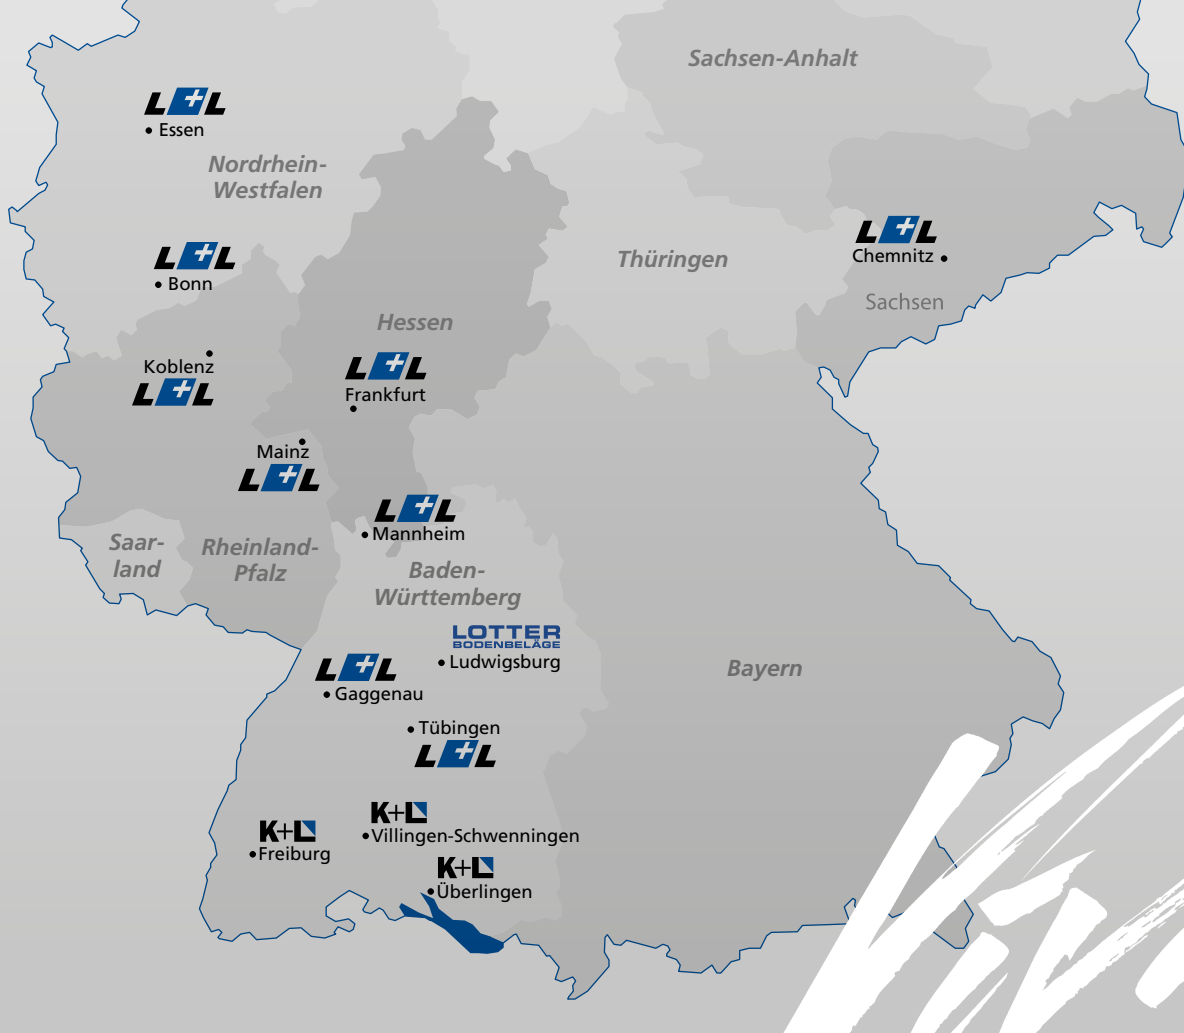 Sachsen-Anhalt
L+L
Essen
Nordrhein-
Westfalen
L+L
Chemnitz
L+L
Bonn
Thüringen
Sachsen
Hessen
Koblenz
L+L
L+L
Frankfurt
Mainz
L+L
L+L
Mannheim
Saar-
land
Rheinland-
Pfalz
Baden-
Württemberg
LOTTER
BODENBELÄGE
Ludwigsburg
L+L
Gaggenau
Bayern
Tübingen
L+L
K+L
Villingen-Schwenningen
K+L
Freiburg
K+L
Überlingen